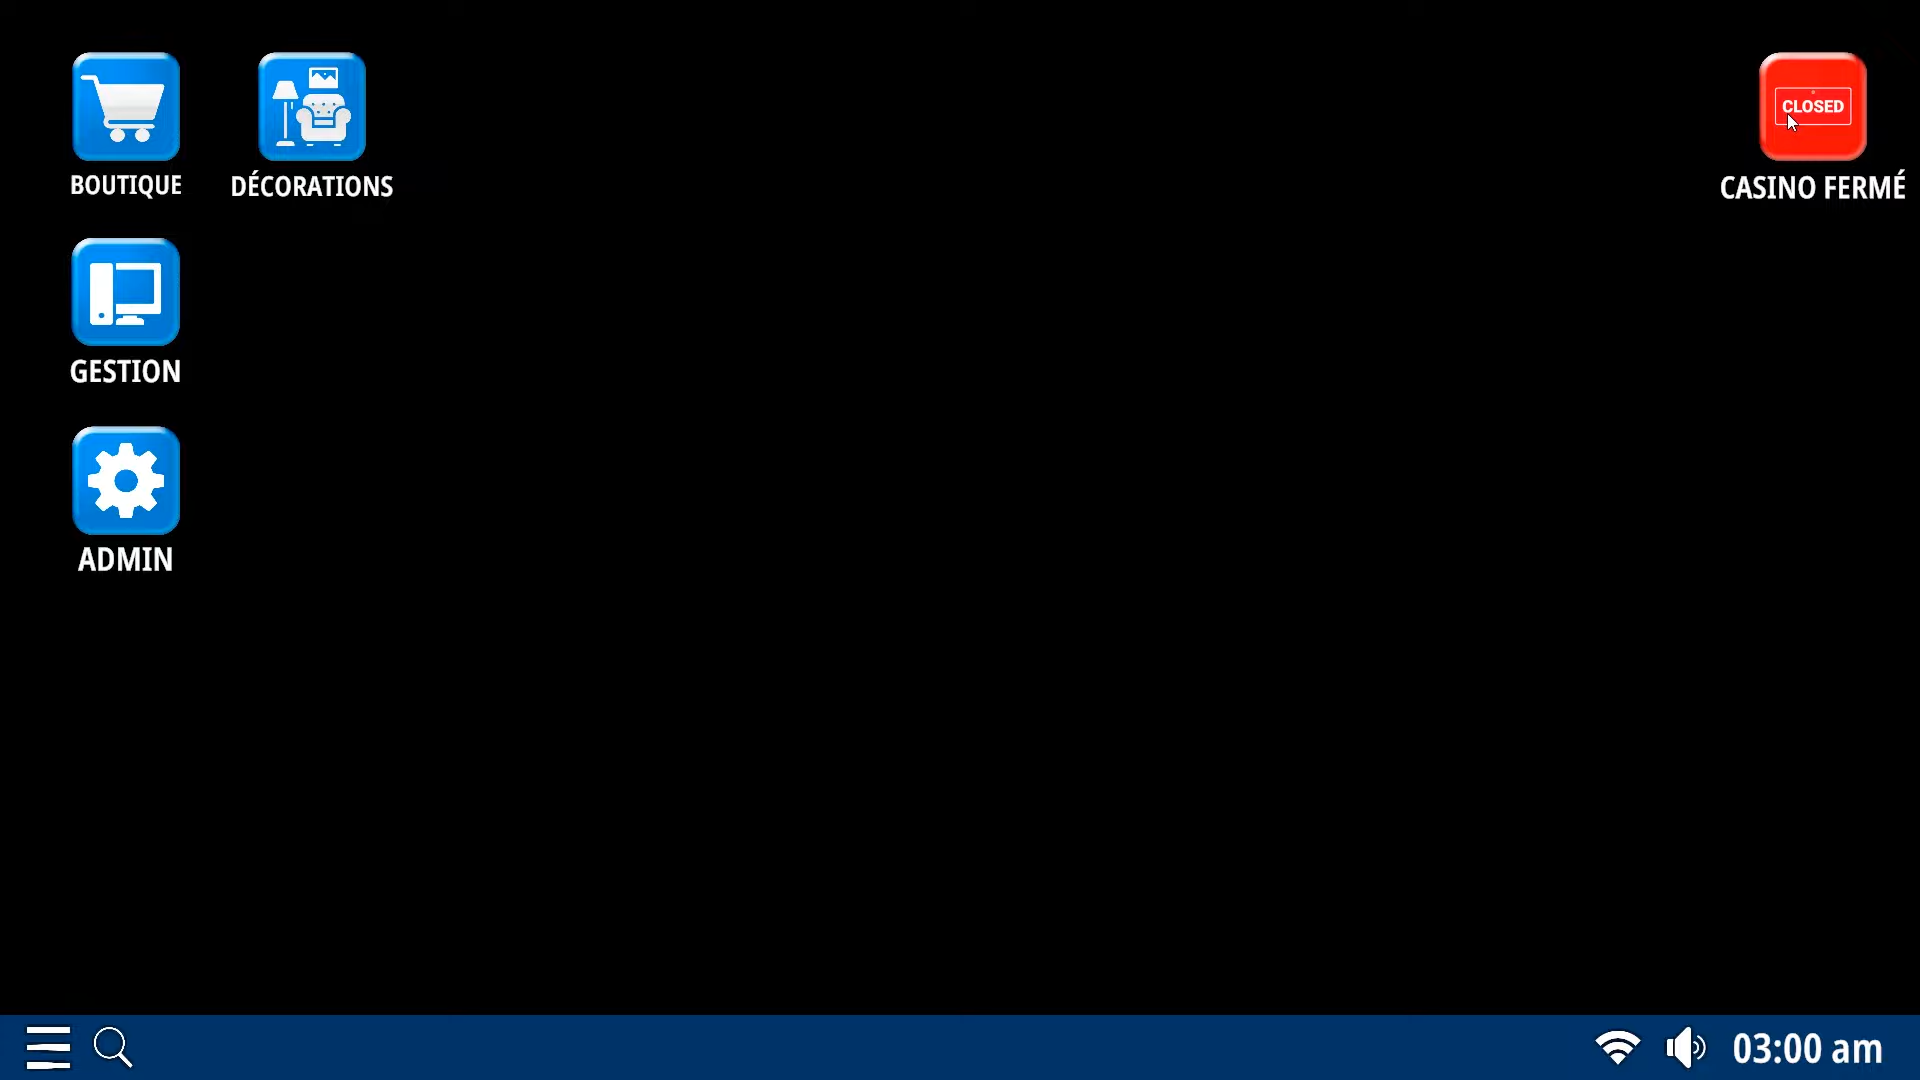 CLOSED
BOUTIQUE
DÉCORATIONS
CASINO FERMÉ
GESTION
ADMIN
03:00 am